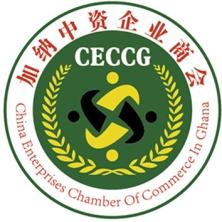 加纳中资企业商会
CECCG
China Enterprises Chamber Of Commerce In Ghana